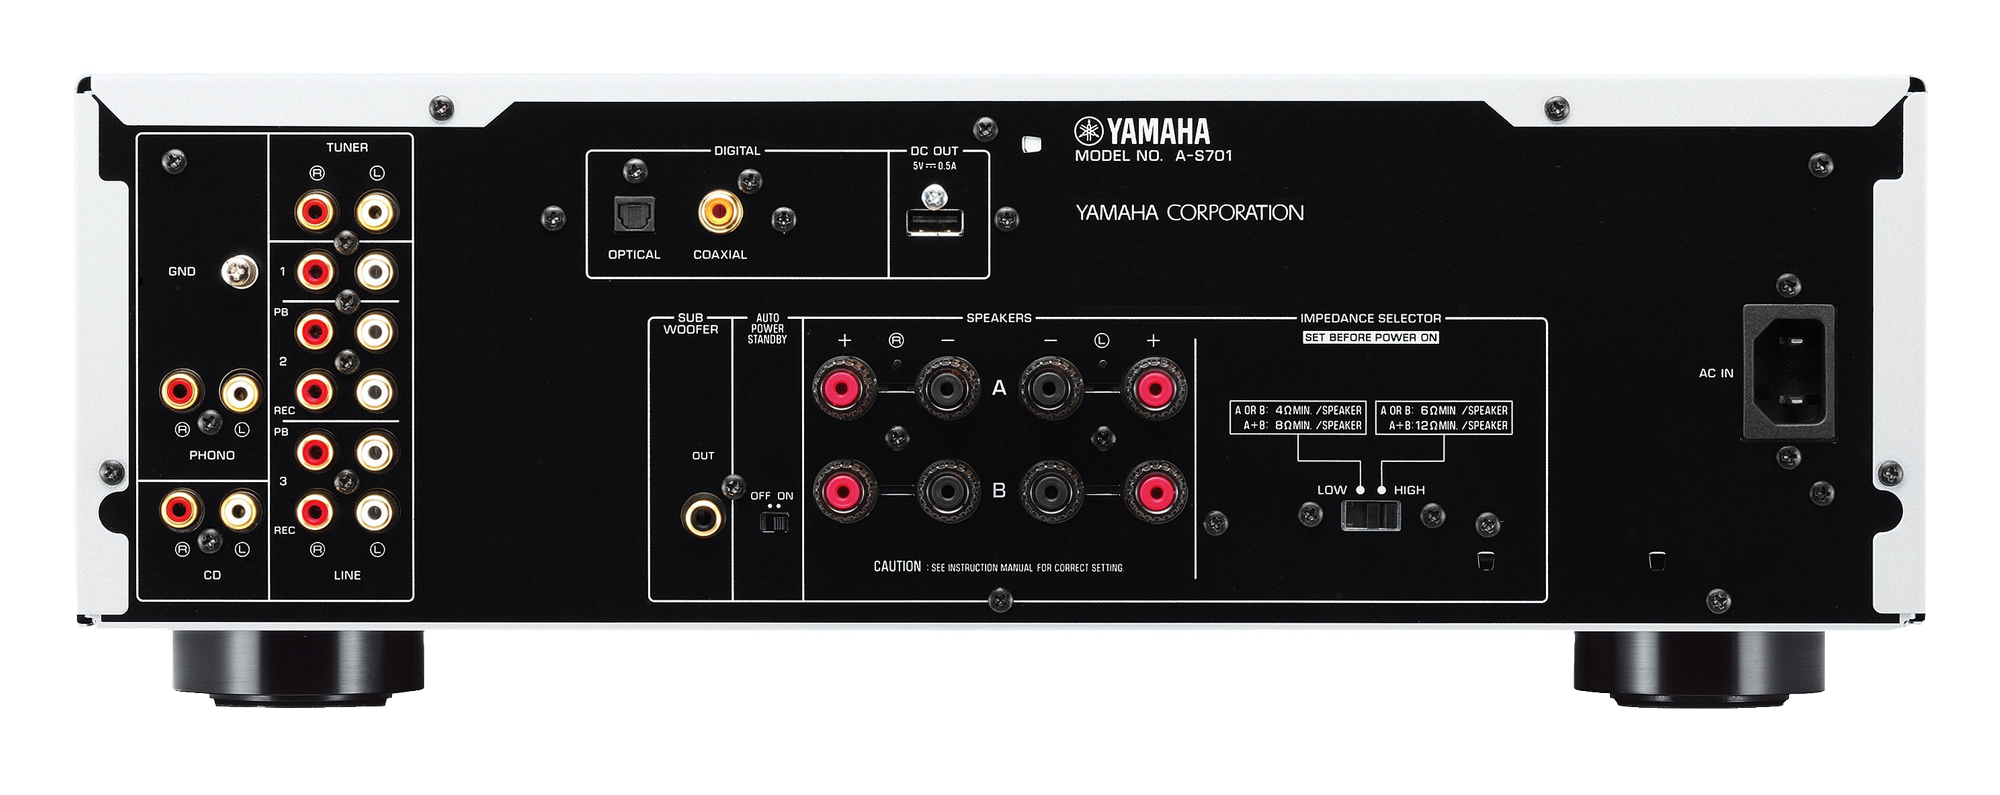 YAMAHA
MODEL NO. A-S701
YAMAHA CORPORATION
TUNER
R L
GND
1
PB
2
REC
PB
3
REC
R L
LINE
R L
PHONO
R L
CD
DIGITAL
OPTICAL
COAXIAL
DC OUT
5V 0.5A
SUB
WOOFER
OUT
AUTO
POWER
STANDBY
OFF ON
SPEAKERS
+ R − − L +
A
B
CAUTION : SEE INSTRUCTION MANUAL FOR CORRECT SETTING.
IMPEDANCE SELECTOR
SET BEFORE POWER ON
A OR B: 4ΩMIN. /SPEAKER
A+B: 8ΩMIN. /SPEAKER
A OR B: 6ΩMIN. /SPEAKER
A+B:12ΩMIN. /SPEAKER
LOW HIGH
AC IN